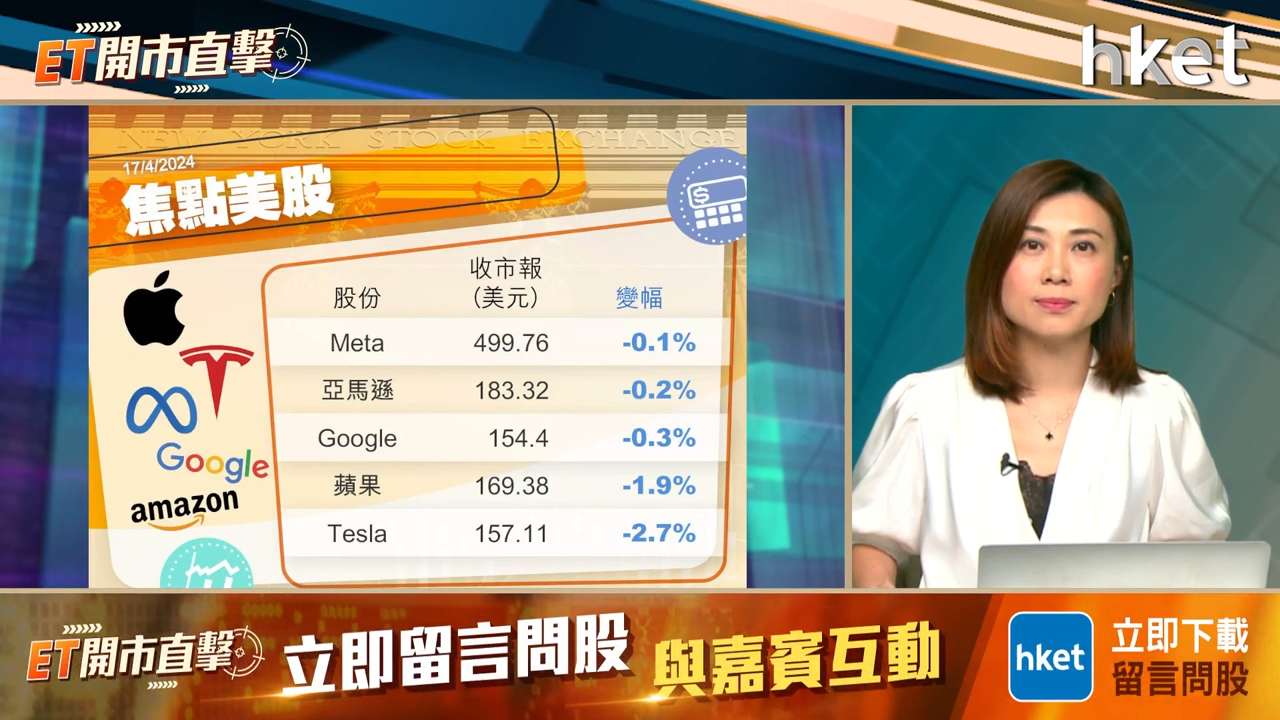 ET開市直擊
hket
NEW YORK STOCK EXCHANGE
17/4/2024
焦點美股
$
股份 收市報(美元) 變幅
Meta 499.76 -0.1%
亞馬遜 183.32 -0.2%
Google 154.4 -0.3%
蘋果 169.38 -1.9%
Tesla 157.11 -2.7%
Google
amazon
ET開市直擊
立即留言問股 與嘉賓互動
hket
立即下載
留言問股